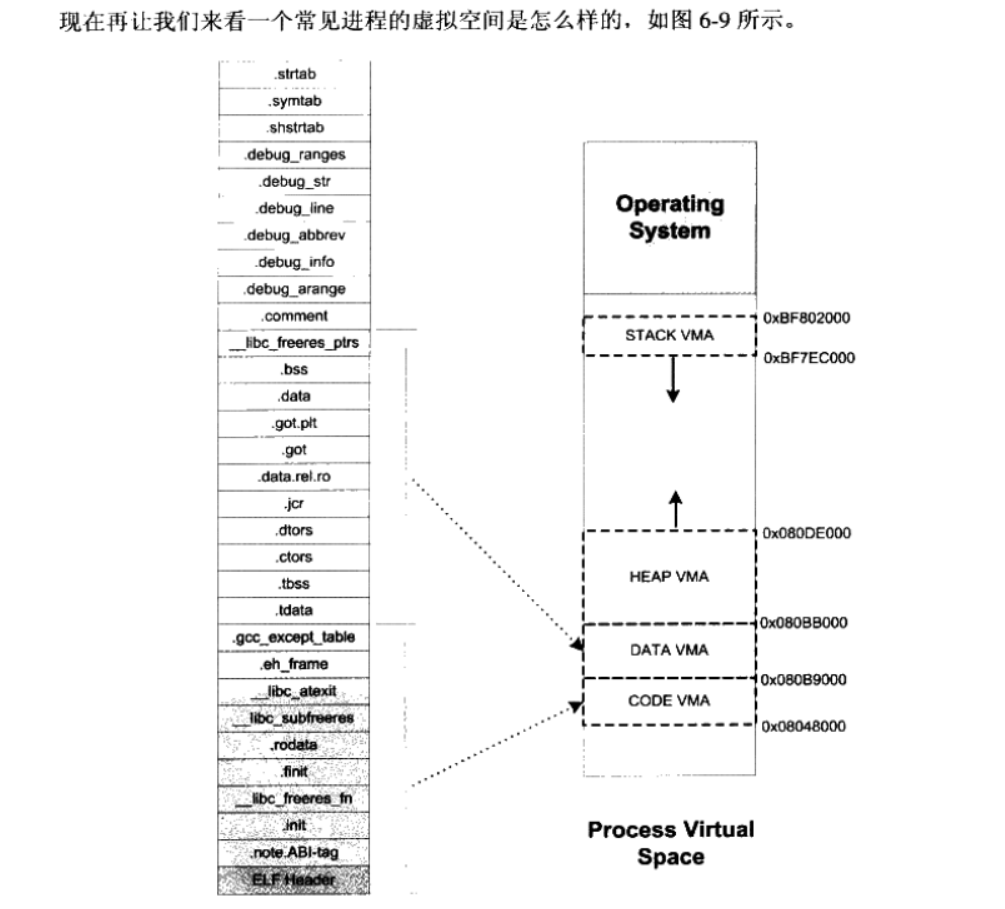 现在再让我们来看一个常见进程的虚拟空间是怎么样的，如图 6-9 所示。
.strtab
.symtab
.shstrtab
.debug_ranges
.debug_str
.debug_line
.debug_abbrev
.debug_info
.debug_arange
.comment
__libc_freeres_ptrs
.bss
.data
.got.plt
.got
.data.rel.ro
.jcr
.dtors
.ctors
.tbss
.tdata
.gcc_except_table
.eh_frame
__libc_atexit
__libc_subfreeres
.rodata
.finit
__libc_freeres_fn
.init
.note.ABI-tag
ELF Header
Operating
System
0xBF802000
STACK VMA
0xBF7EC000
0x080DE000
HEAP VMA
0x080BB000
DATA VMA
0x080B9000
CODE VMA
0x08048000
Process Virtual
Space